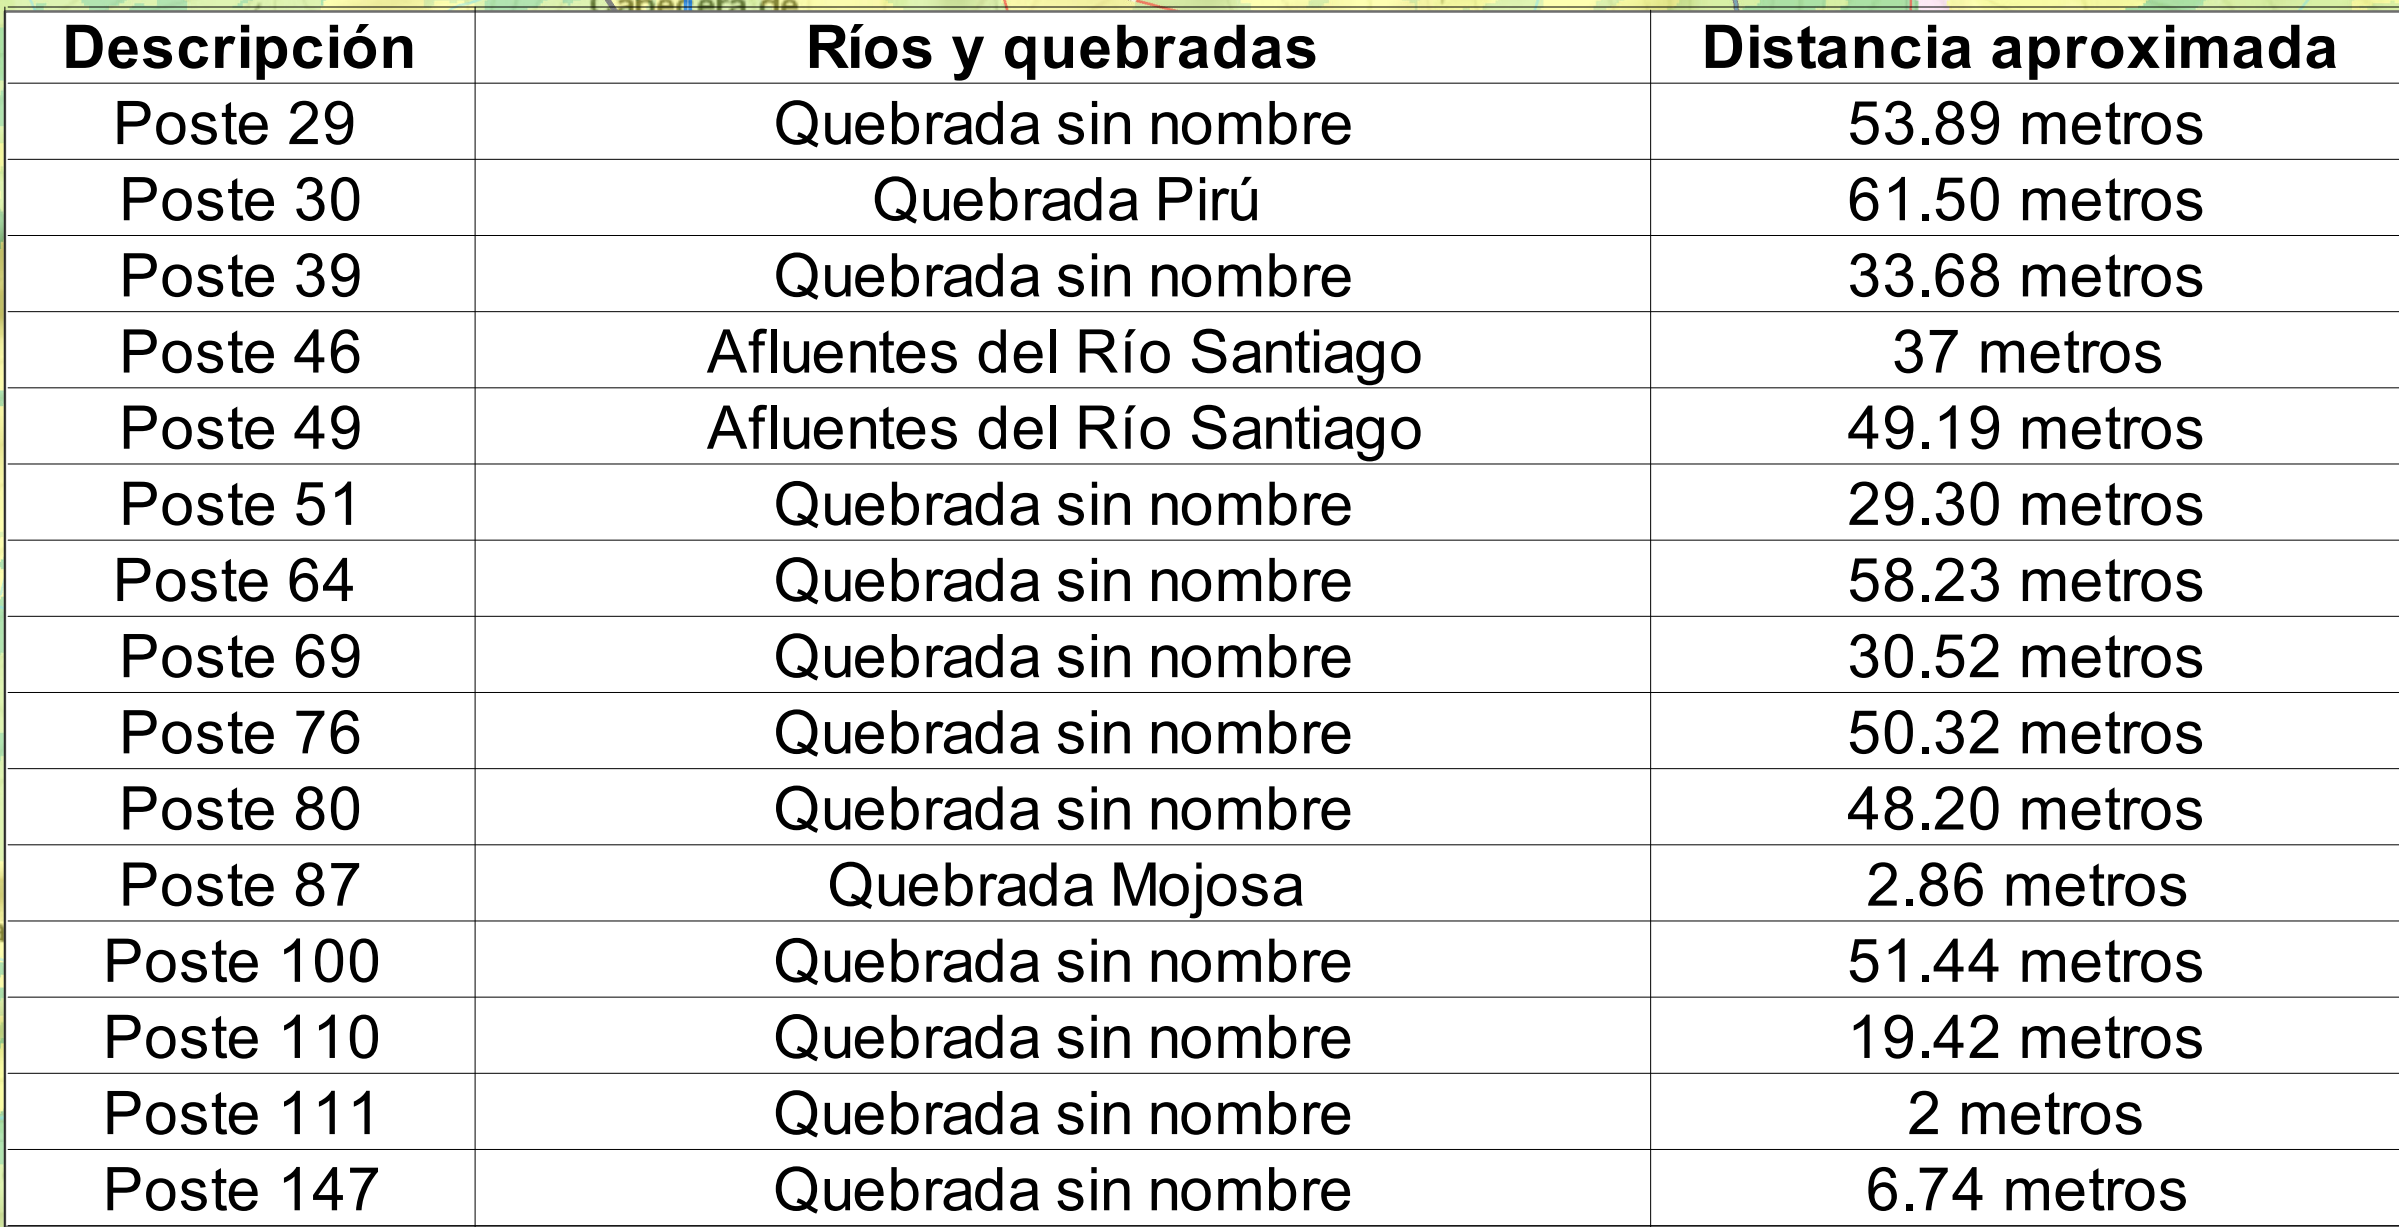 Cabecera de
Descripción Ríos y quebradas Distancia aproximada
Poste 29 Quebrada sin nombre 53.89 metros
Poste 30 Quebrada Pirú 61.50 metros
Poste 39 Quebrada sin nombre 33.68 metros
Poste 46 Afluentes del Río Santiago 37 metros
Poste 49 Afluentes del Río Santiago 49.19 metros
Poste 51 Quebrada sin nombre 29.30 metros
Poste 64 Quebrada sin nombre 58.23 metros
Poste 69 Quebrada sin nombre 30.52 metros
Poste 76 Quebrada sin nombre 50.32 metros
Poste 80 Quebrada sin nombre 48.20 metros
Poste 87 Quebrada Mojosa 2.86 metros
Poste 100 Quebrada sin nombre 51.44 metros
Poste 110 Quebrada sin nombre 19.42 metros
Poste 111 Quebrada sin nombre 2 metros
Poste 147 Quebrada sin nombre 6.74 metros